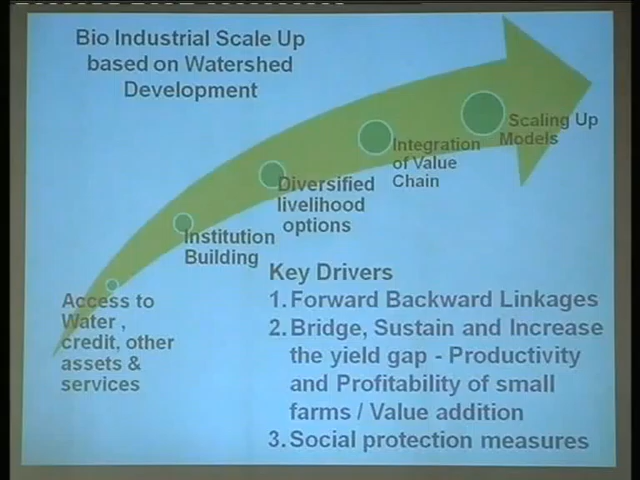 Bio Industrial Scale Up
based on Watershed
Development
Scaling Up
Models
Integration
of Value
Chain
Diversified
livelihood
options
Institution
Building
Access to
Water ,
credit, other
assets &
services
Key Drivers
1. Forward Backward Linkages
2. Bridge, Sustain and Increase
the yield gap - Productivity
and Profitability of small
farms / Value addition
3. Social protection measures